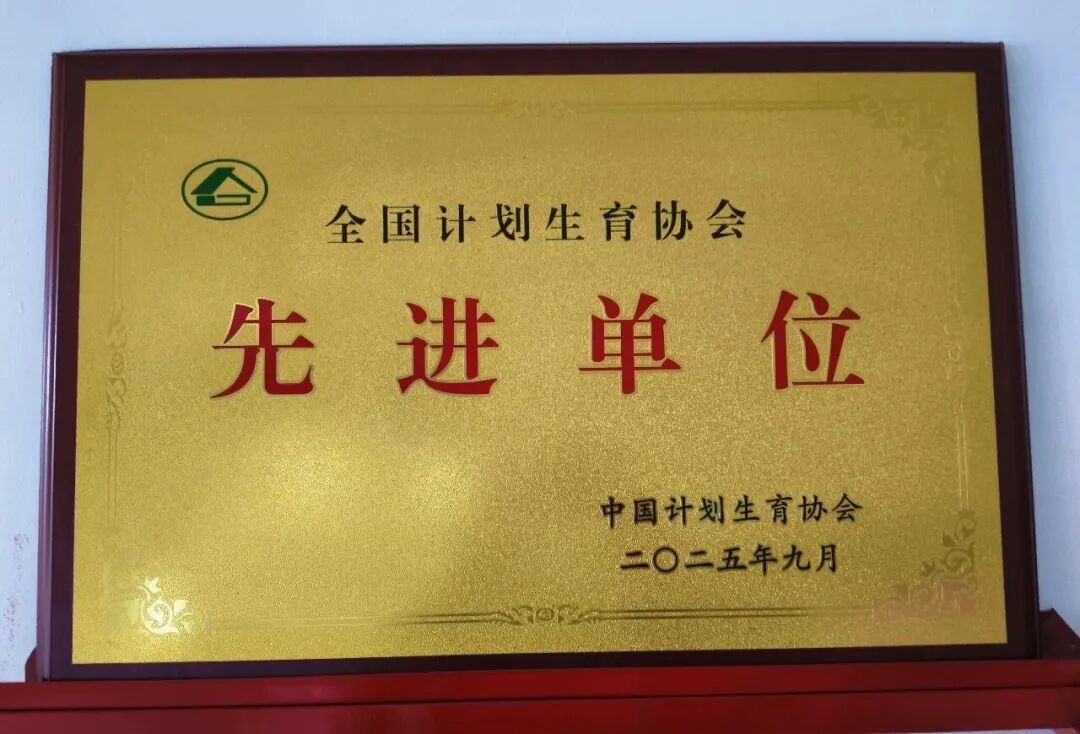 全国计划生育协会
先进单位
中国计划生育协会
二〇二五年九月